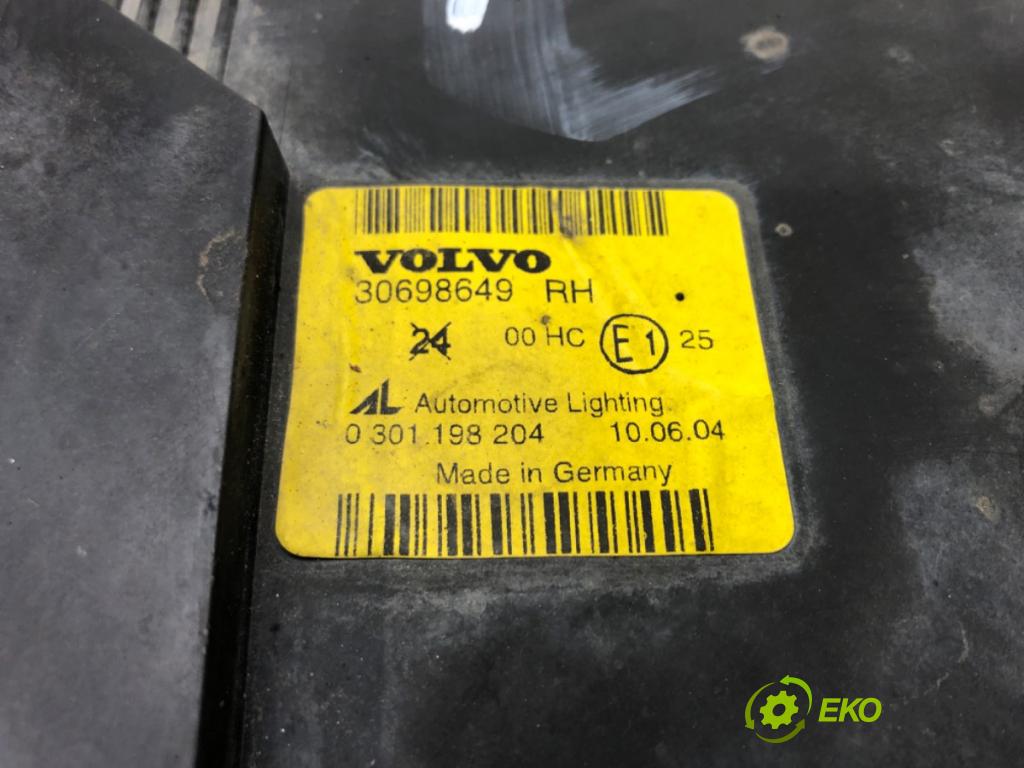 VOLVO
30698649 RH
24 00 HC E1 25
AL Automotive Lighting
0 301 198 204 10.06.04
Made in Germany
EKO